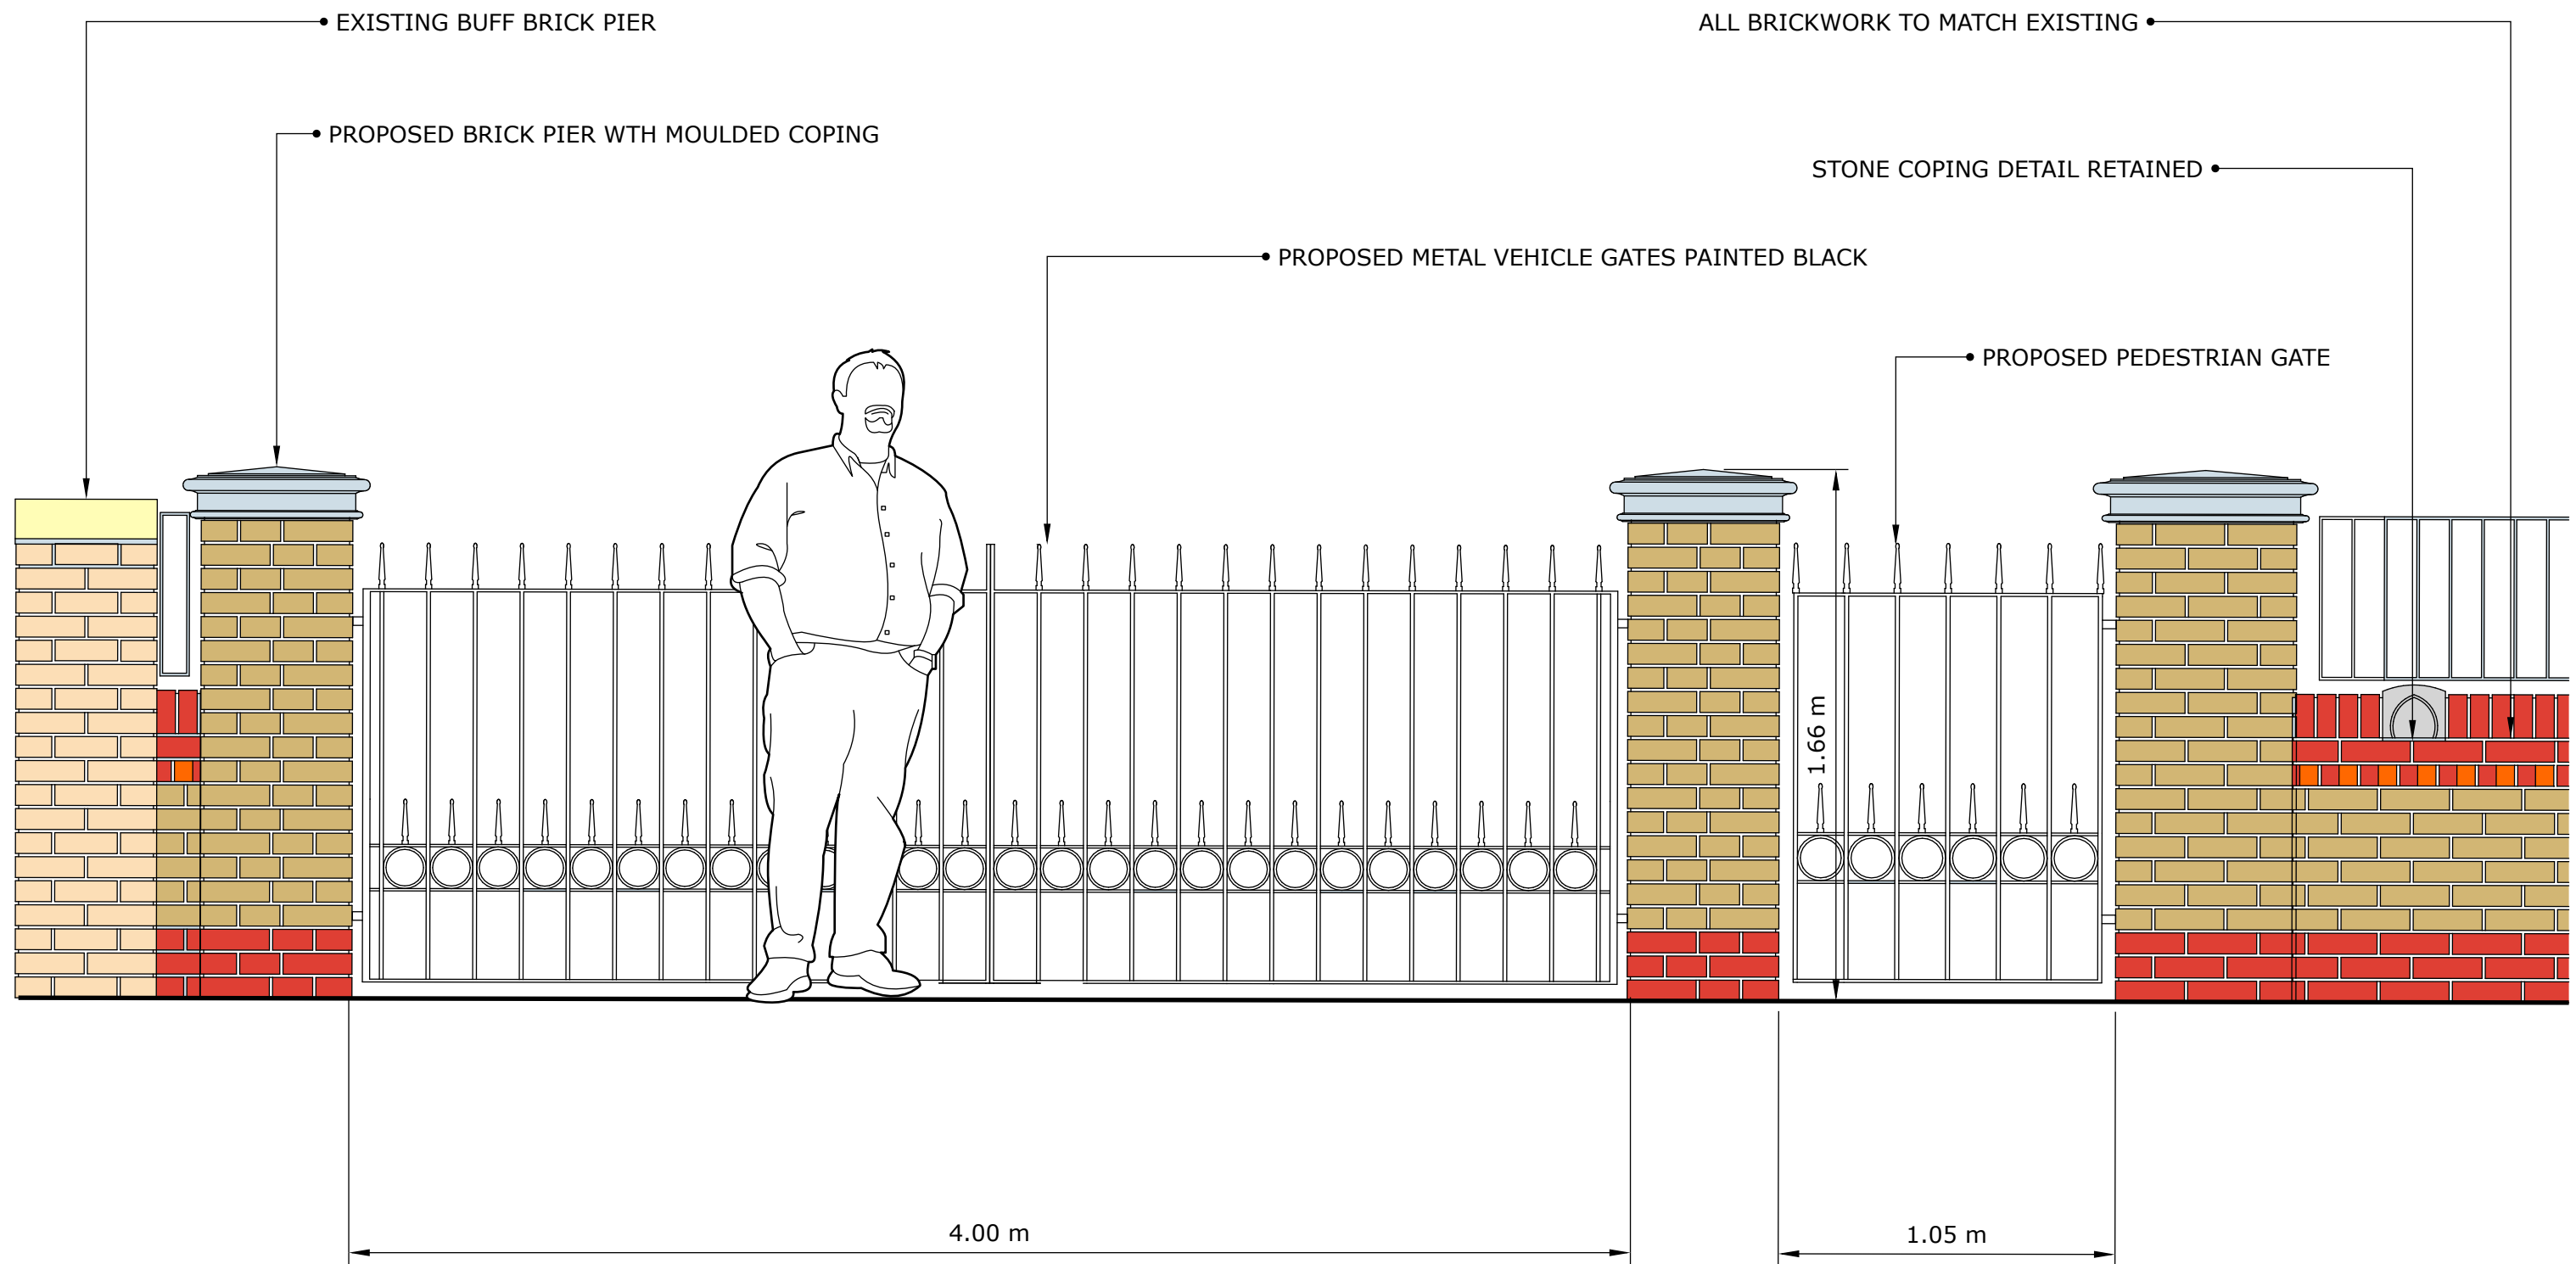 EXISTING BUFF BRICK PIER
ALL BRICKWORK TO MATCH EXISTING
PROPOSED BRICK PIER WTH MOULDED COPING
STONE COPING DETAIL RETAINED
PROPOSED METAL VEHICLE GATES PAINTED BLACK
PROPOSED PEDESTRIAN GATE
1.66 m
4.00 m
1.05 m